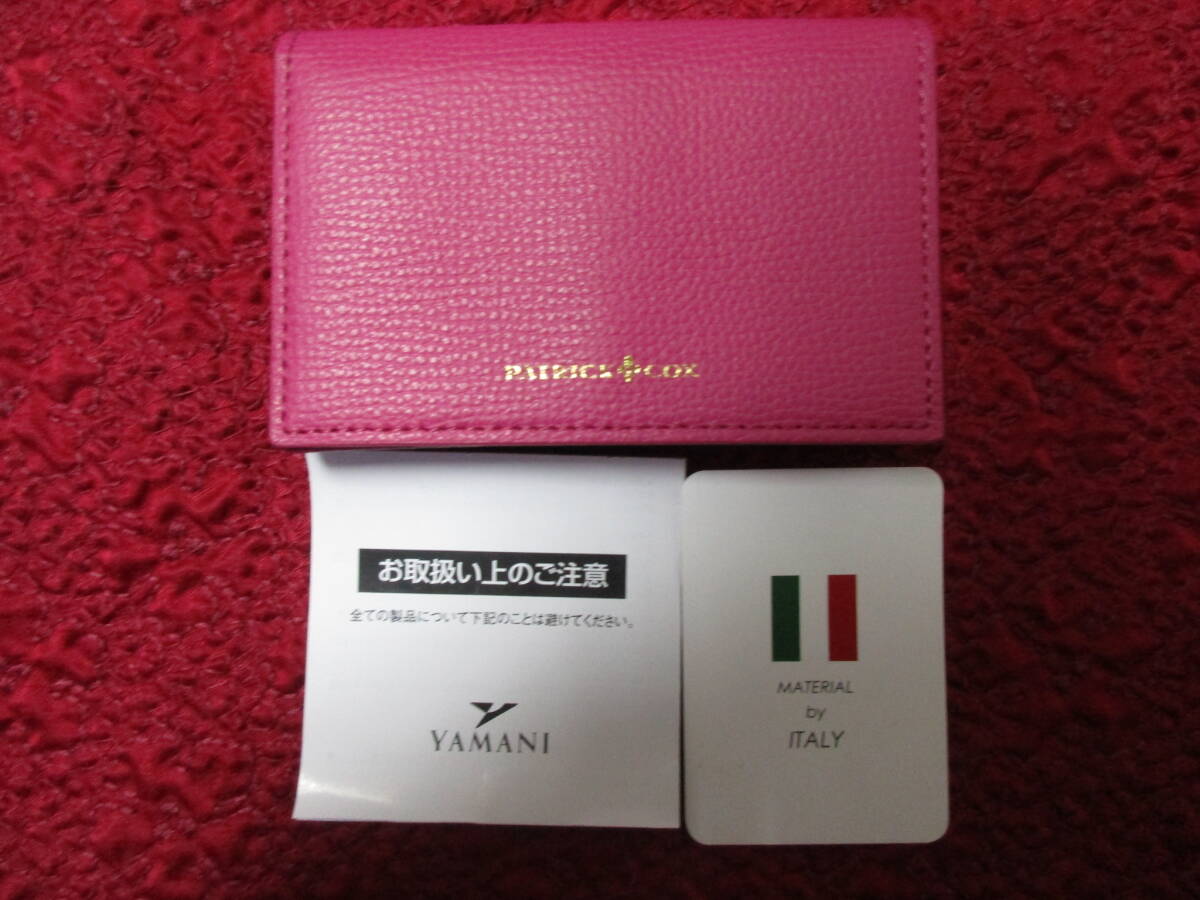 PATRICK COX
お取扱い上のご注意
全ての製品について下記のことは避けてください。
YAMANI
MATERIAL
by
ITALY